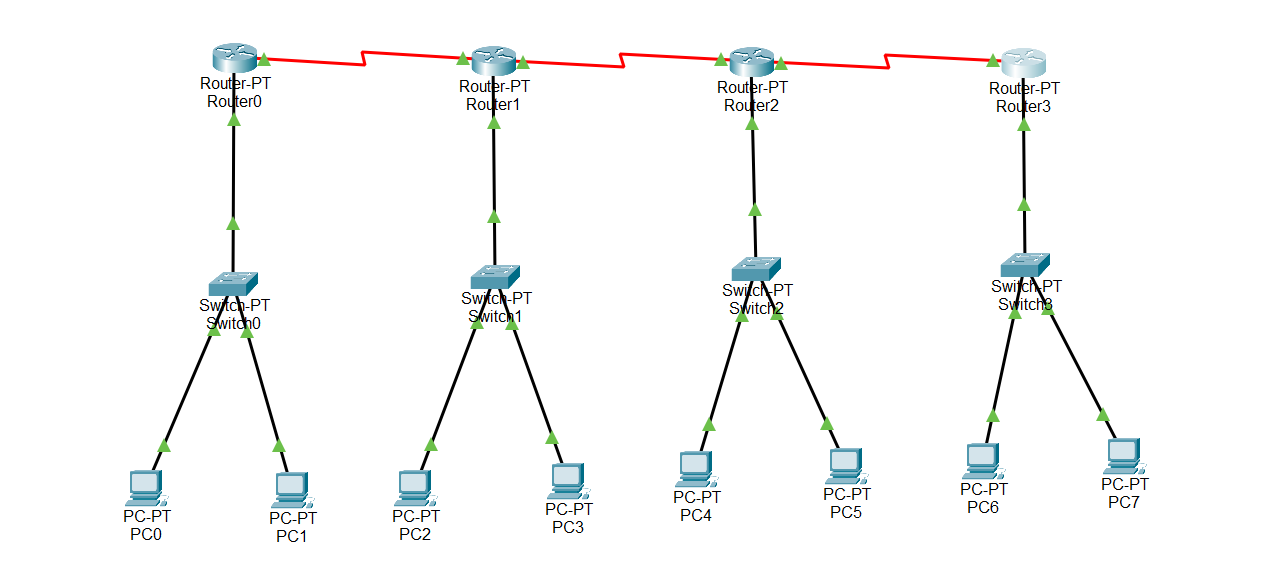 Router-PT
Router0
Router-PT
Router1
Router-PT
Router2
Router-PT
Router3
Switch-PT
Switch0
Switch-PT
Switch1
Switch-PT
Switch2
Switch-PT
Switch3
PC-PT
PC0
PC-PT
PC1
PC-PT
PC2
PC-PT
PC3
PC-PT
PC4
PC-PT
PC5
PC-PT
PC6
PC-PT
PC7